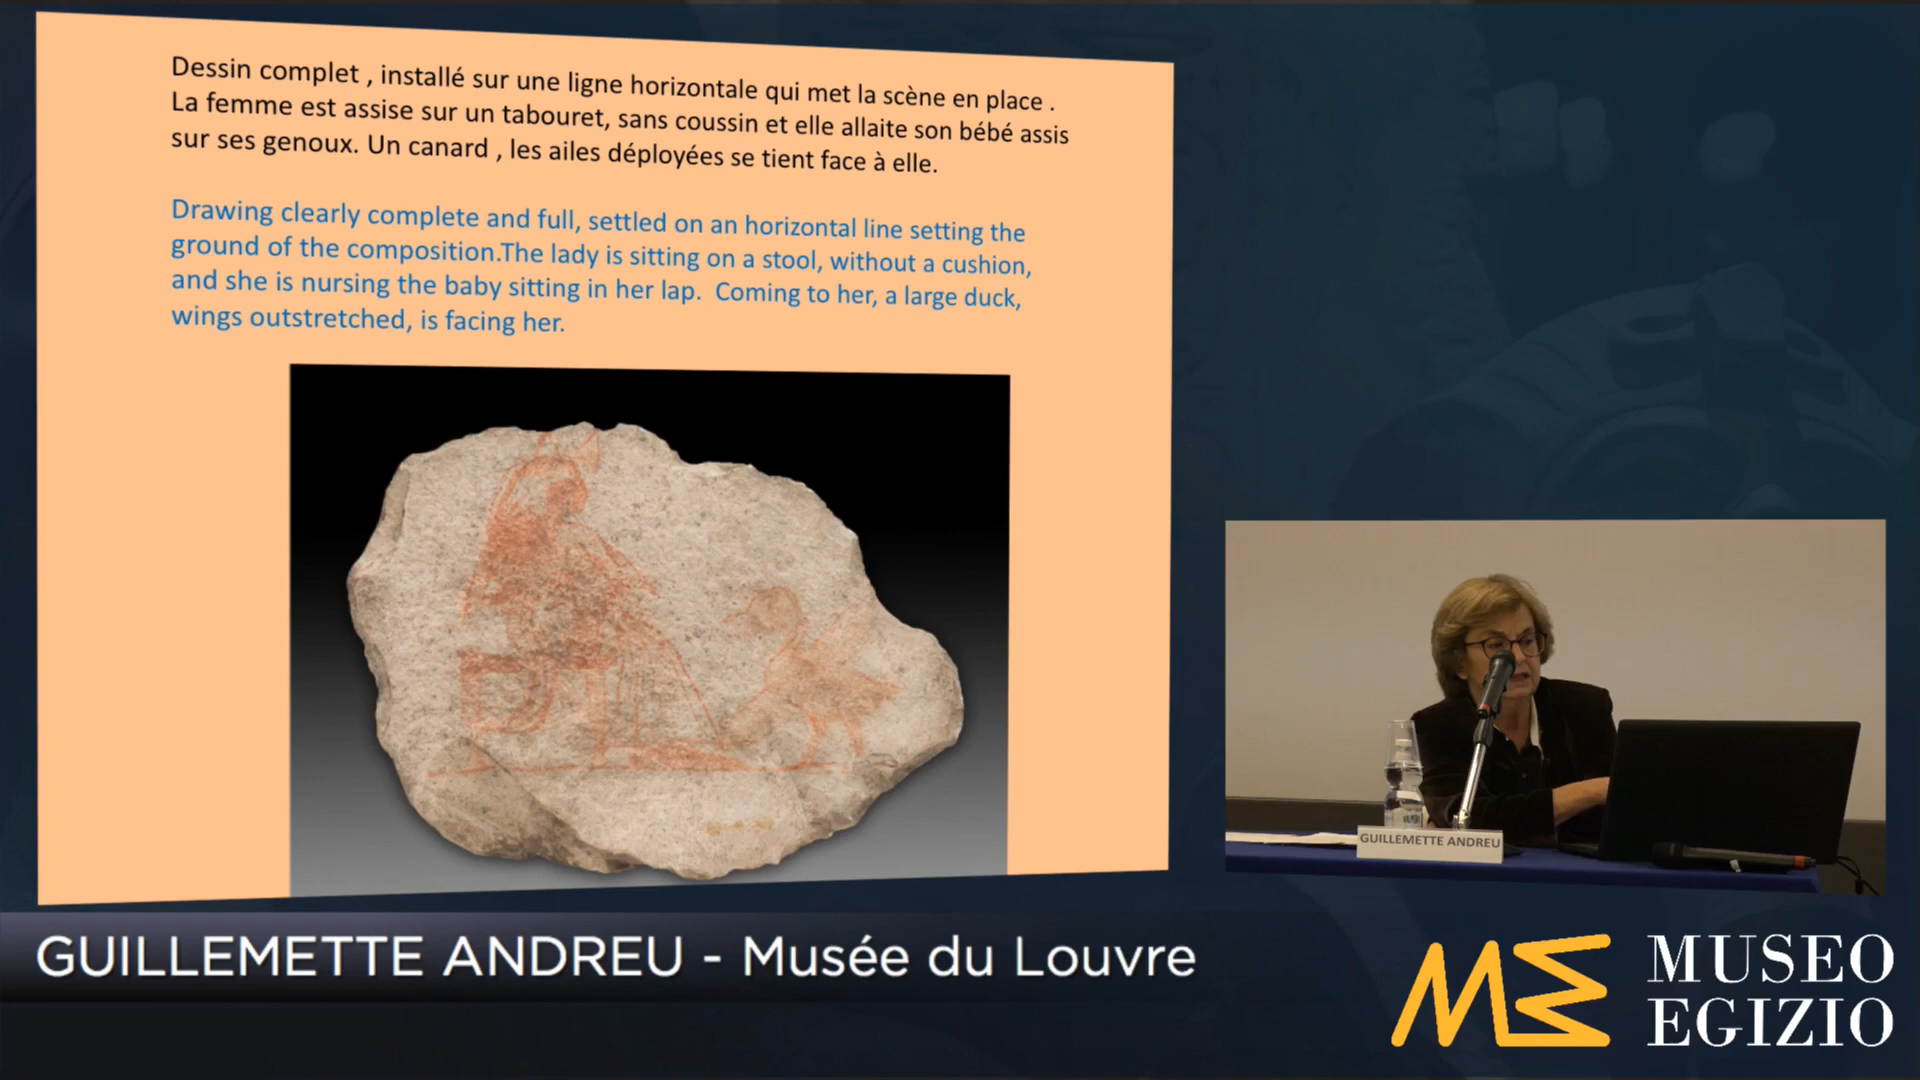 Dessin complet , installé sur une ligne horizontale qui met la scène en place .
La femme est assise sur un tabouret, sans coussin et elle allaite son bébé assis
sur ses genoux. Un canard , les ailes déployées se tient face à elle.
Drawing clearly complete and full, settled on an horizontal line setting the
ground of the composition.The lady is sitting on a stool, without a cushion,
and she is nursing the baby sitting in her lap. Coming to her, a large duck,
wings outstretched, is facing her.
GUILLEMETTE ANDREU
GUILLEMETTE ANDREU - Musée du Louvre
ME
MUSEO
EGIZIO